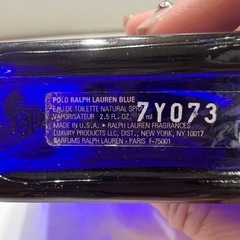 POLO RALPH LAUREN BLUE
EAU DE TOILETTE NATURAL
VAPORISATEUR 2.5 FL. OZ. ml
7Y073
MADE IN U.S.A. • RALPH LAUREN FRAGRANCES
LUXURY PRODUCTS LLC, DIST., NEW YORK, NY 10017
PARFUMS RALPH LAUREN - PARIS F-75001